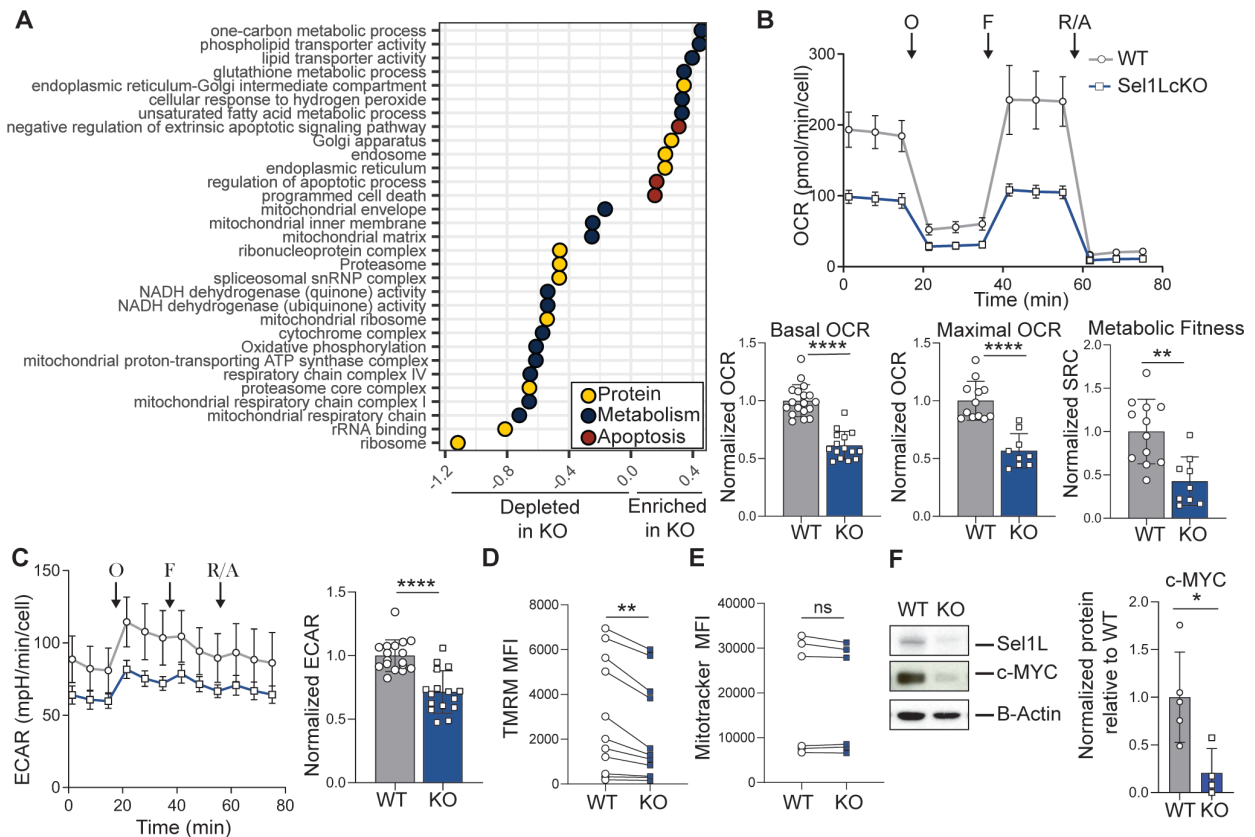 A
one-carbon metabolic process
phospholipid transporter activity
lipid transporter activity
glutathione metabolic process
endoplasmic reticulum-Golgi intermediate compartment
cellular response to hydrogen peroxide
unsaturated fatty acid metabolic process
negative regulation of extrinsic apoptotic signaling pathway
Golgi apparatus
endosome
endoplasmic reticulum
regulation of apoptotic process
programmed cell death
mitochondrial envelope
mitochondrial inner membrane
mitochondrial matrix
ribonucleoprotein complex
Proteasome
spliceosomal snRNP complex
NADH dehydrogenase (quinone) activity
NADH dehydrogenase (ubiquinone) activity
mitochondrial ribosome
cytochrome complex
Oxidative phosphorylation
mitochondrial proton-transporting ATP synthase complex
respiratory chain complex IV
proteasome core complex
mitochondrial respiratory chain complex I
mitochondrial respiratory chain
rRNA binding
ribosome
Protein
Metabolism
Apoptosis
-1.2 -0.8 -0.4 0.0 0.4
Depleted in KO
Enriched in KO
B
O F R/A
WT
Sel1LcKO
OCR (pmol/min/cell)
300
200
100
0
0 20 40 60 80
Time (min)
Basal OCR
****
Normalized OCR
1.5
1.0
0.5
0.0
WT KO
Maximal OCR
****
Normalized OCR
1.5
1.0
0.5
0.0
WT KO
Metabolic Fitness
**
Normalized SRC
2.0
1.5
1.0
0.5
0.0
WT KO
C
O F R/A
ECAR (mpH/min/cell)
150
100
50
0
0 20 40 60 80
Time (min)
****
Normalized ECAR
1.5
1.0
0.5
0.0
WT KO
D
**
TMRM MFI
8000
6000
4000
2000
0
WT KO
E
ns
Mitotracker MFI
40000
30000
20000
10000
0
WT KO
F
WT KO
Sel1L
c-MYC
B-Actin
c-MYC
*
Normalized protein
relative to WT
2.0
1.5
1.0
0.5
0.0
WT KO